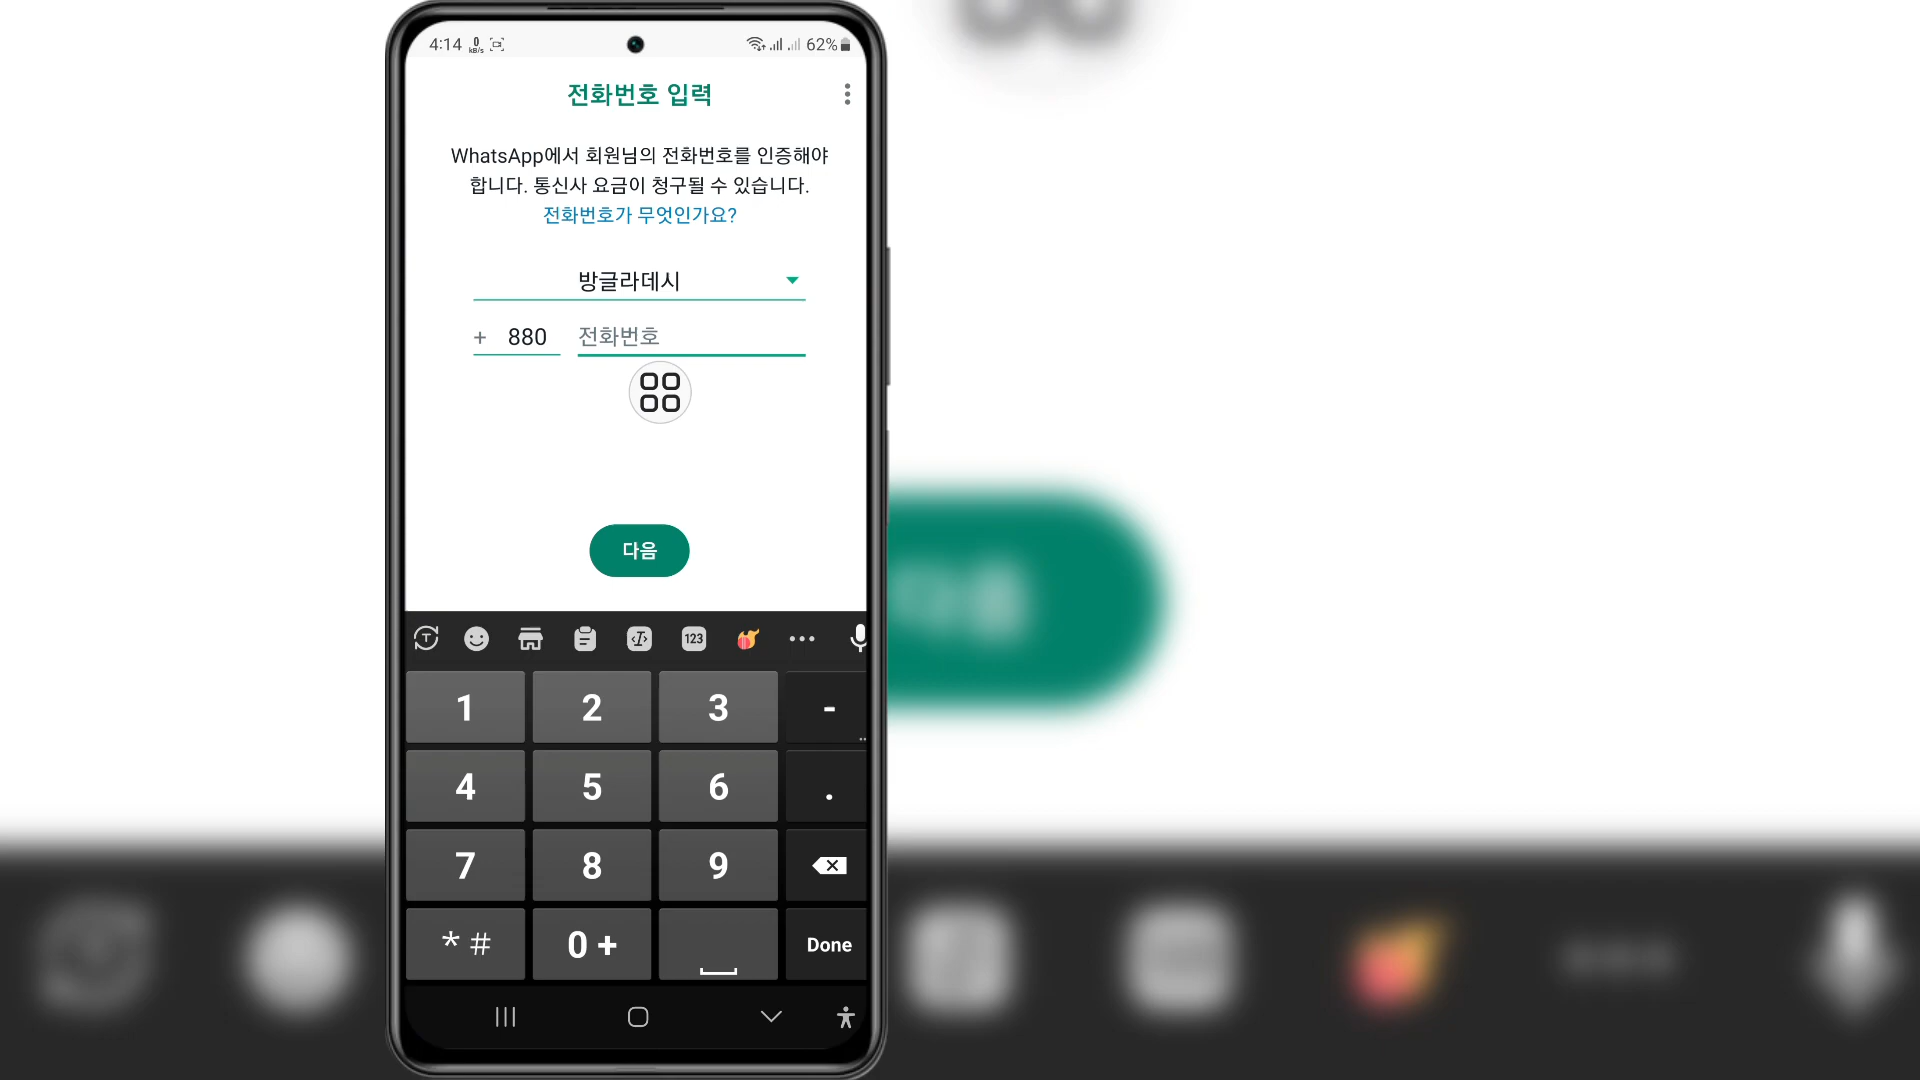 4:14 0 kB/s 62%
전화번호 입력
WhatsApp에서 회원님의 전화번호를 인증해야
합니다. 통신사 요금이 청구될 수 있습니다.
전화번호가 무엇인가요?
방글라데시
+ 880 전화번호
다음
T T 123
1 2 3 -
4 5 6 .
7 8 9
* # 0 + Done